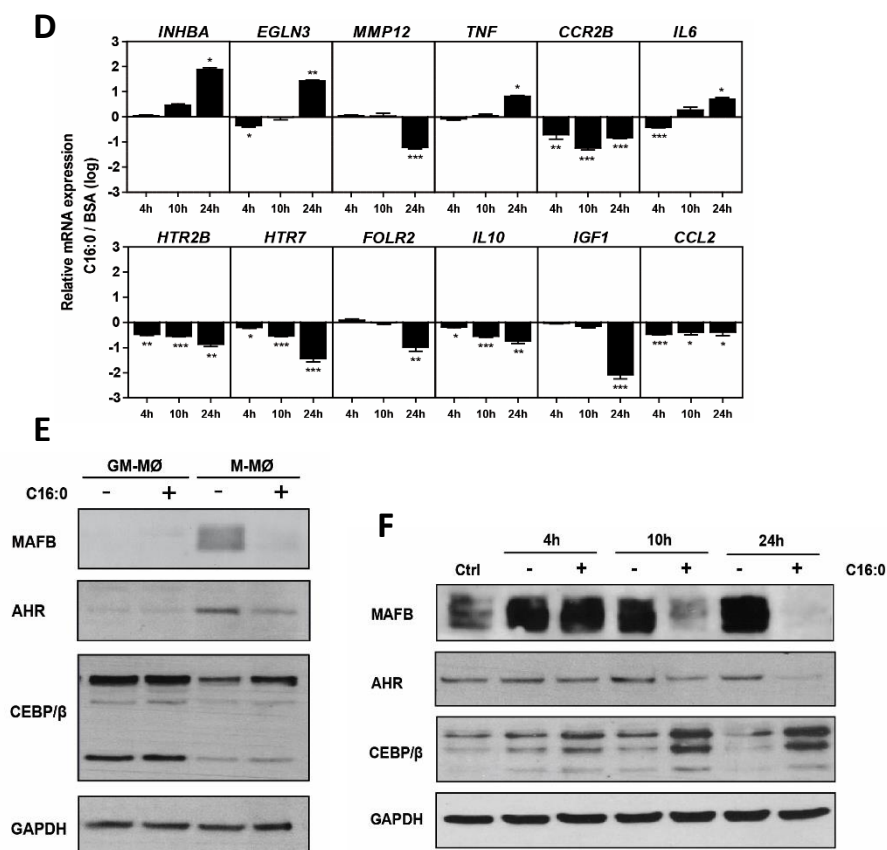 D
INHBA EGLN3 MMP12 TNF CCR2B IL6
Relative mRNA expression
C16:0 / BSA (log)
3
2
1
0
-1
-2
-3
* ** *** * ** *** *** *** *
*
4h 10h 24h 4h 10h 24h 4h 10h 24h 4h 10h 24h 4h 10h 24h 4h 10h 24h
HTR2B HTR7 FOLR2 IL10 IGF1 CCL2
3
2
1
0
-1
-2
-3
** *** ** * *** *** ** * *** ** *** *** * *
4h 10h 24h 4h 10h 24h 4h 10h 24h 4h 10h 24h 4h 10h 24h 4h 10h 24h
E
GM-MØ M-MØ
C16:0 - + - +
MAFB
AHR
CEBP/β
GAPDH
F
4h 10h 24h
Ctrl - + - + - + C16:0
MAFB
AHR
CEBP/β
GAPDH